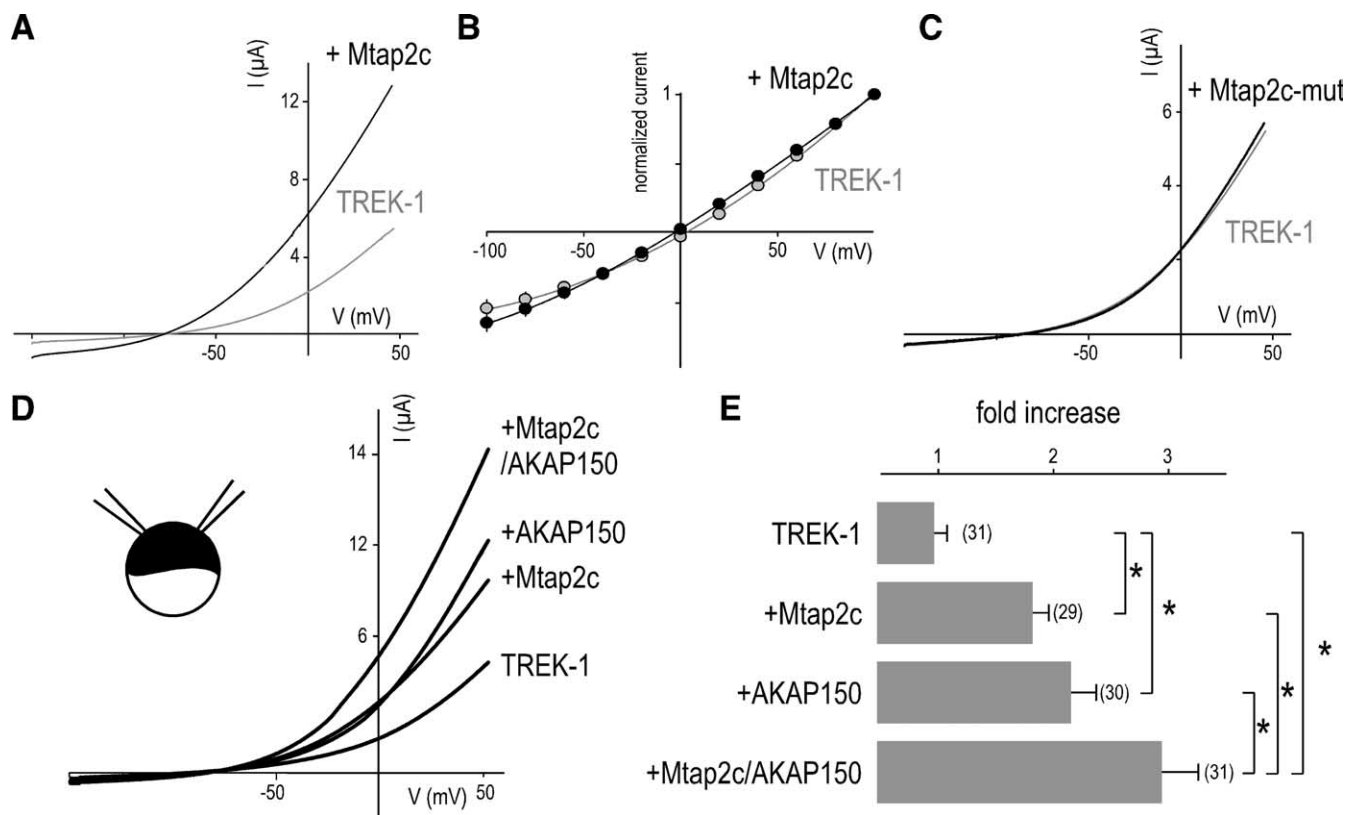 A
I (µA)
+ Mtap2c
12
8
4
TREK-1
V (mV)
-50
50
B
normalized current
1
+ Mtap2c
TREK-1
-100
-50
50
V (mV)
C
I (µA)
+ Mtap2c-mut
6
4
TREK-1
V (mV)
-50
50
D
I (µA)
14
12
6
+Mtap2c
/AKAP150
+AKAP150
+Mtap2c
TREK-1
-50
V (mV)
50
E
fold increase
1
2
3
TREK-1
(31)
+Mtap2c
(29)
+AKAP150
(30)
+Mtap2c/AKAP150
(31)
*
*
*
*
*